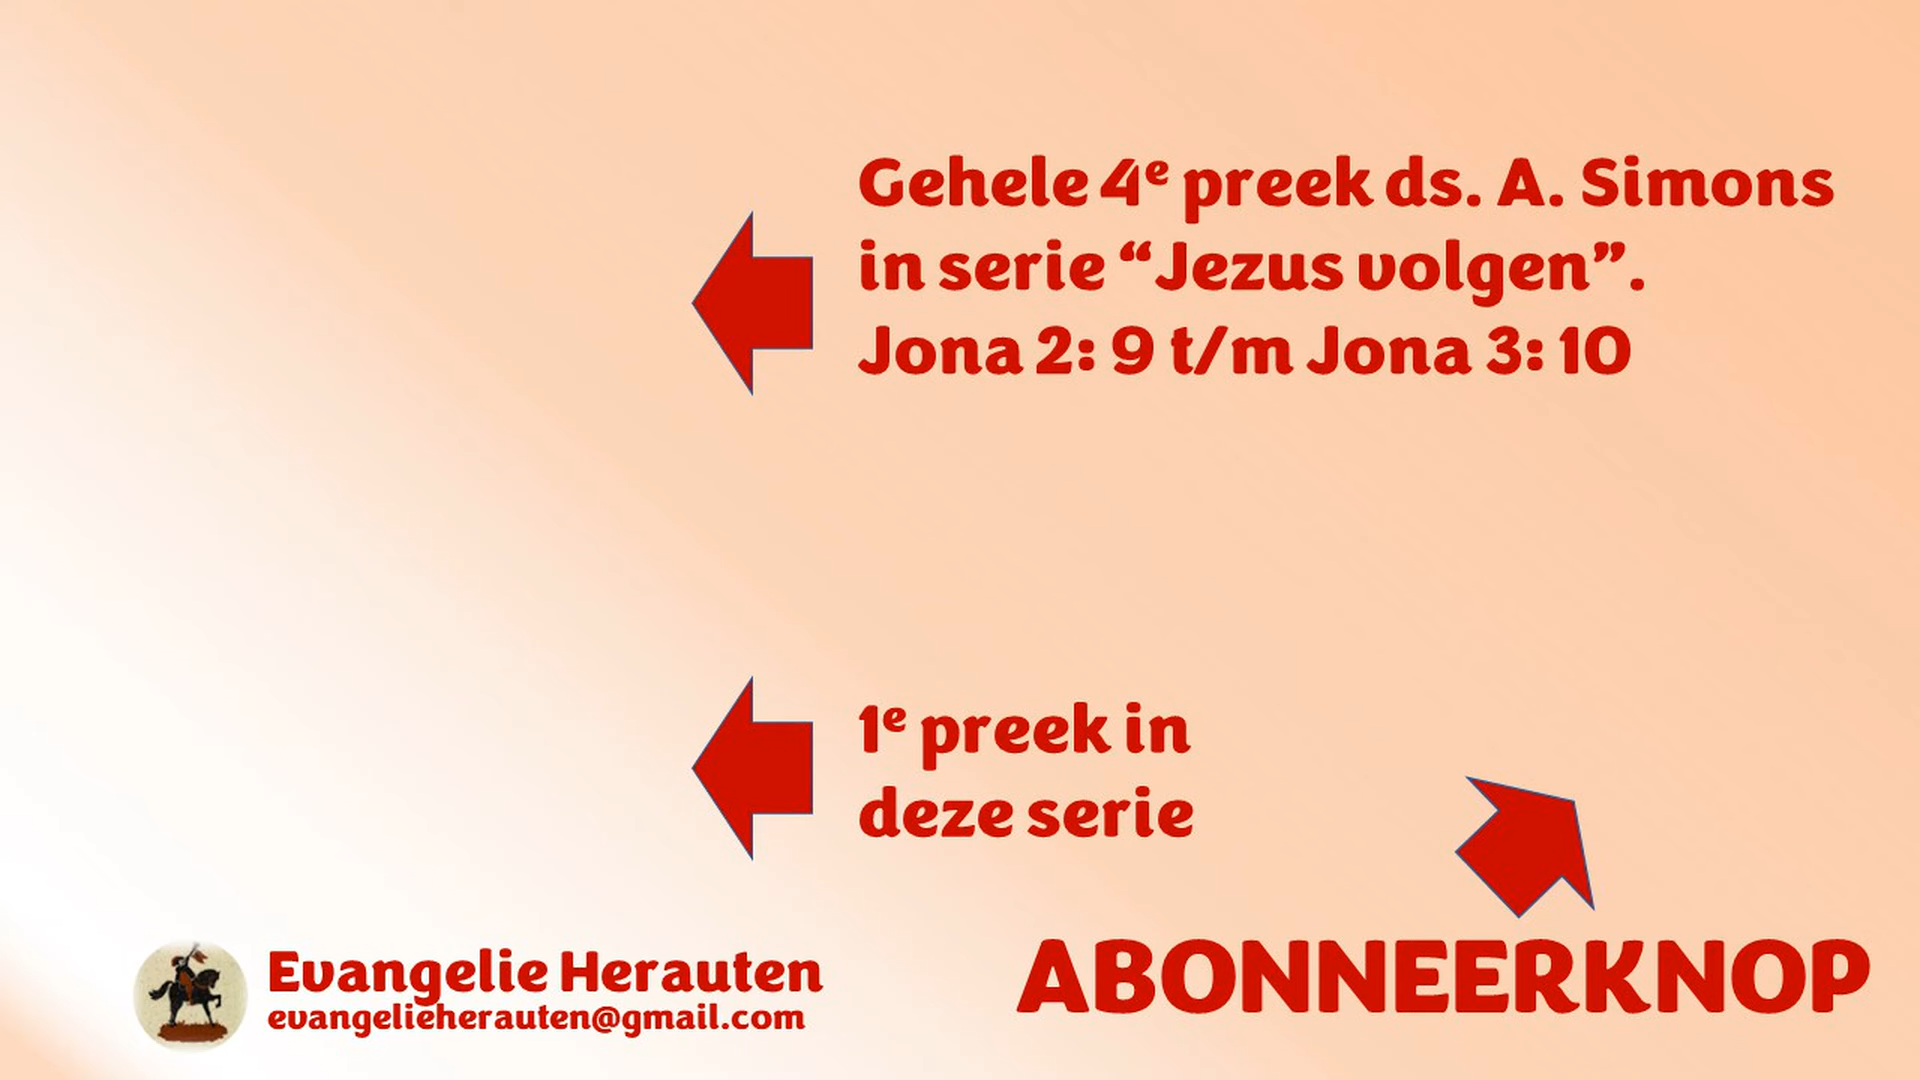 Gehele 4ᵉ preek ds. A. Simons
in serie “Jezus volgen”.
Jona 2: 9 t/m Jona 3: 10
1ᵉ preek in
deze serie
Evangelie Herauten
evangelieherauten@gmail.com
ABONNEERKNOP